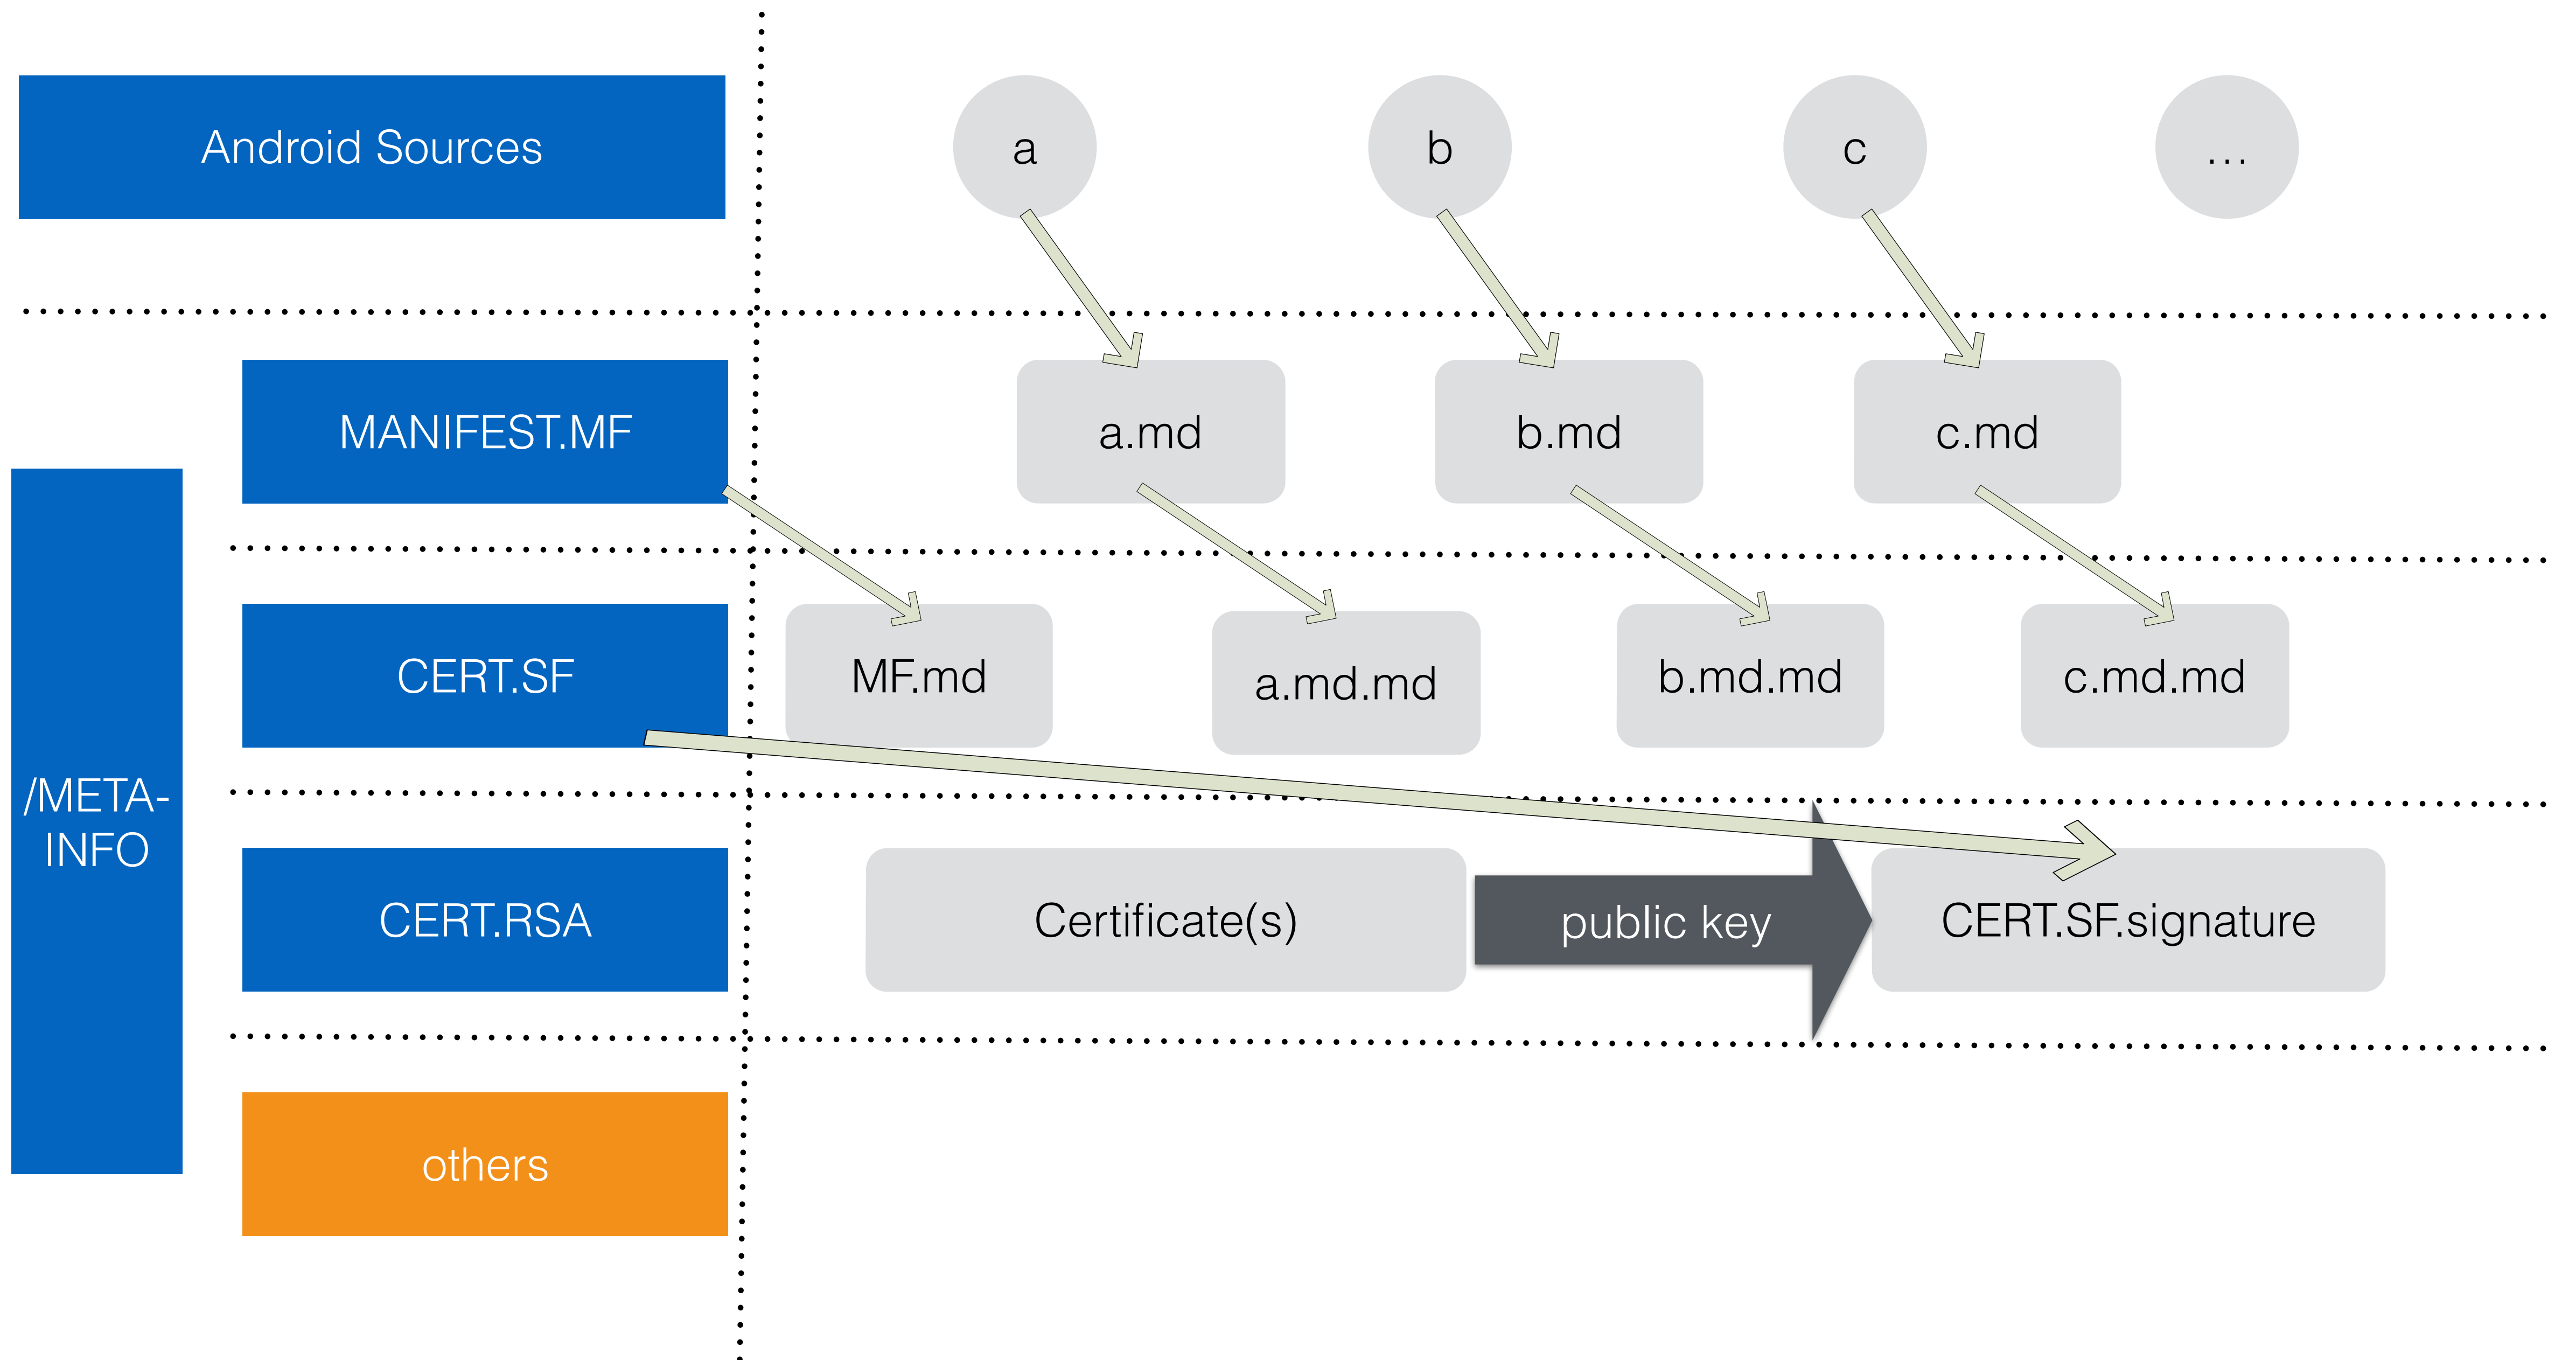 Android Sources
a
b
c
...
MANIFEST.MF
a.md
b.md
c.md
/META-
INFO
CERT.SF
MF.md
a.md.md
b.md.md
c.md.md
CERT.RSA
Certificate(s)
public key
CERT.SF.signature
others